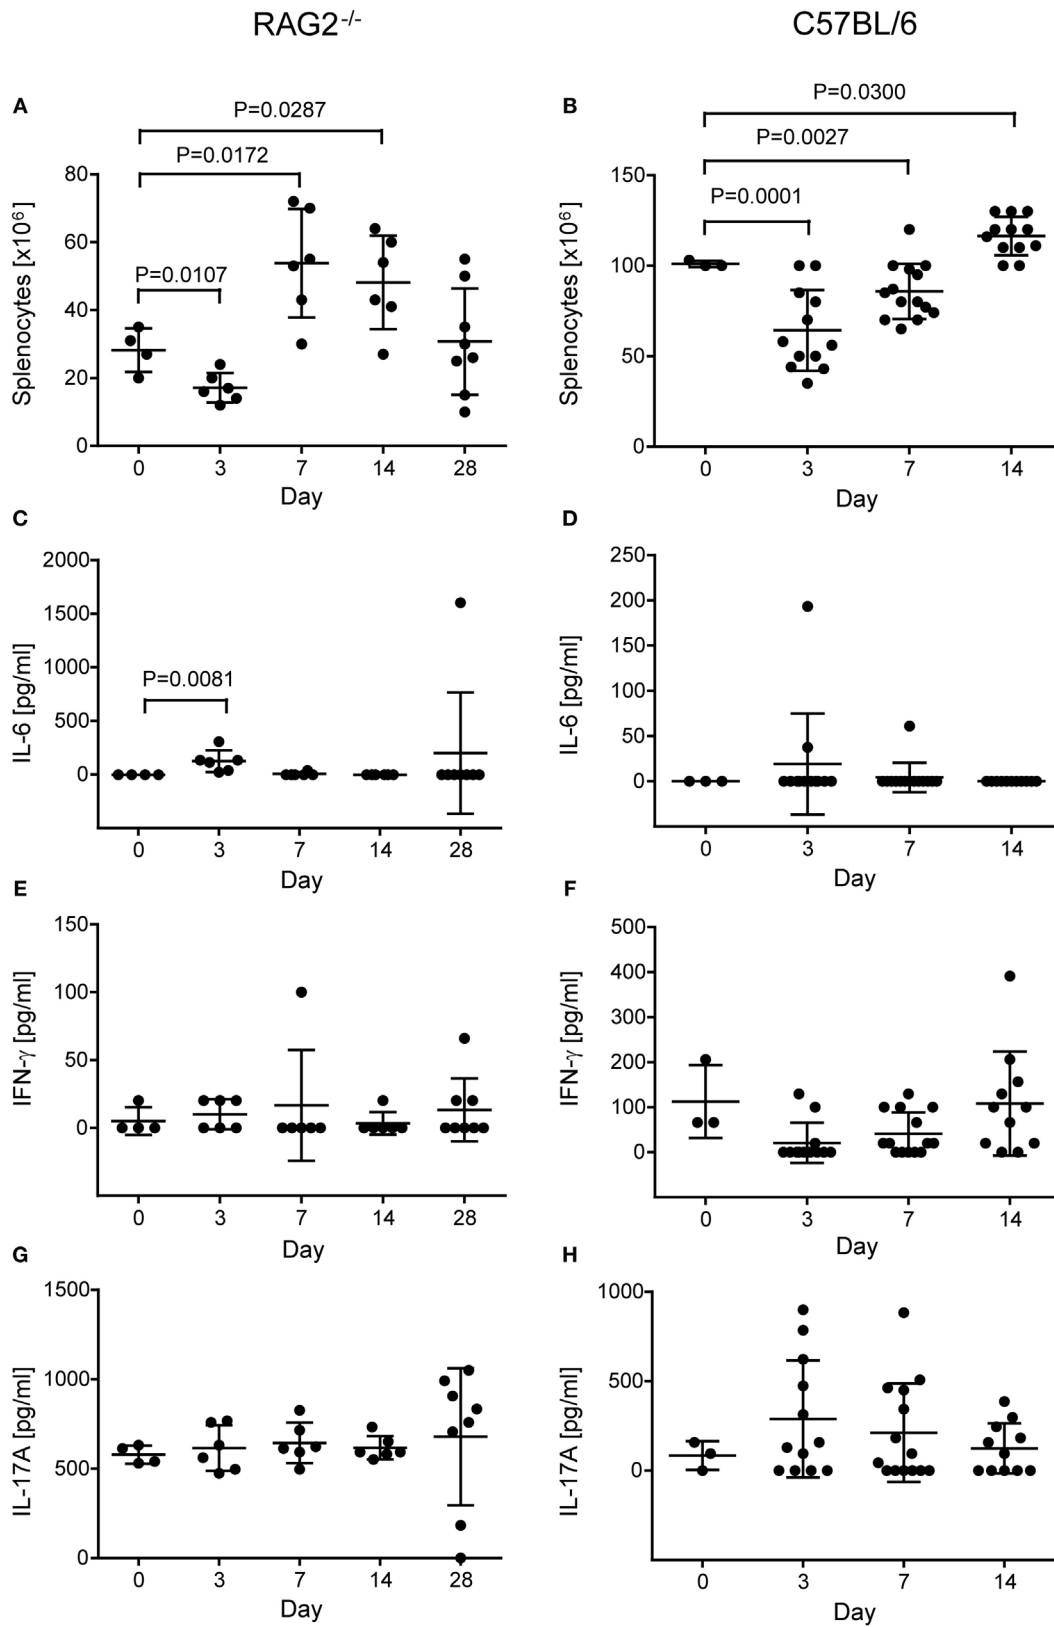 RAG2-/-
C57BL/6
A
P=0.0287
P=0.0172
P=0.0107
80
60
40
20
0
Splenocytes [x10⁶]
0 3 7 14 28
Day
B
P=0.0300
P=0.0027
P=0.0001
150
100
50
0
Splenocytes [x10⁶]
0 3 7 14
Day
C
2000
1500
1000
500
0
IL-6 [pg/ml]
P=0.0081
0 3 7 14 28
Day
D
250
200
150
100
50
0
IL-6 [pg/ml]
0 3 7 14
Day
E
150
100
50
0
IFN-γ [pg/ml]
0 3 7 14 28
Day
F
500
400
300
200
100
0
IFN-γ [pg/ml]
0 3 7 14
Day
G
1500
1000
500
0
IL-17A [pg/ml]
0 3 7 14 28
Day
H
1000
500
0
IL-17A [pg/ml]
0 3 7 14
Day